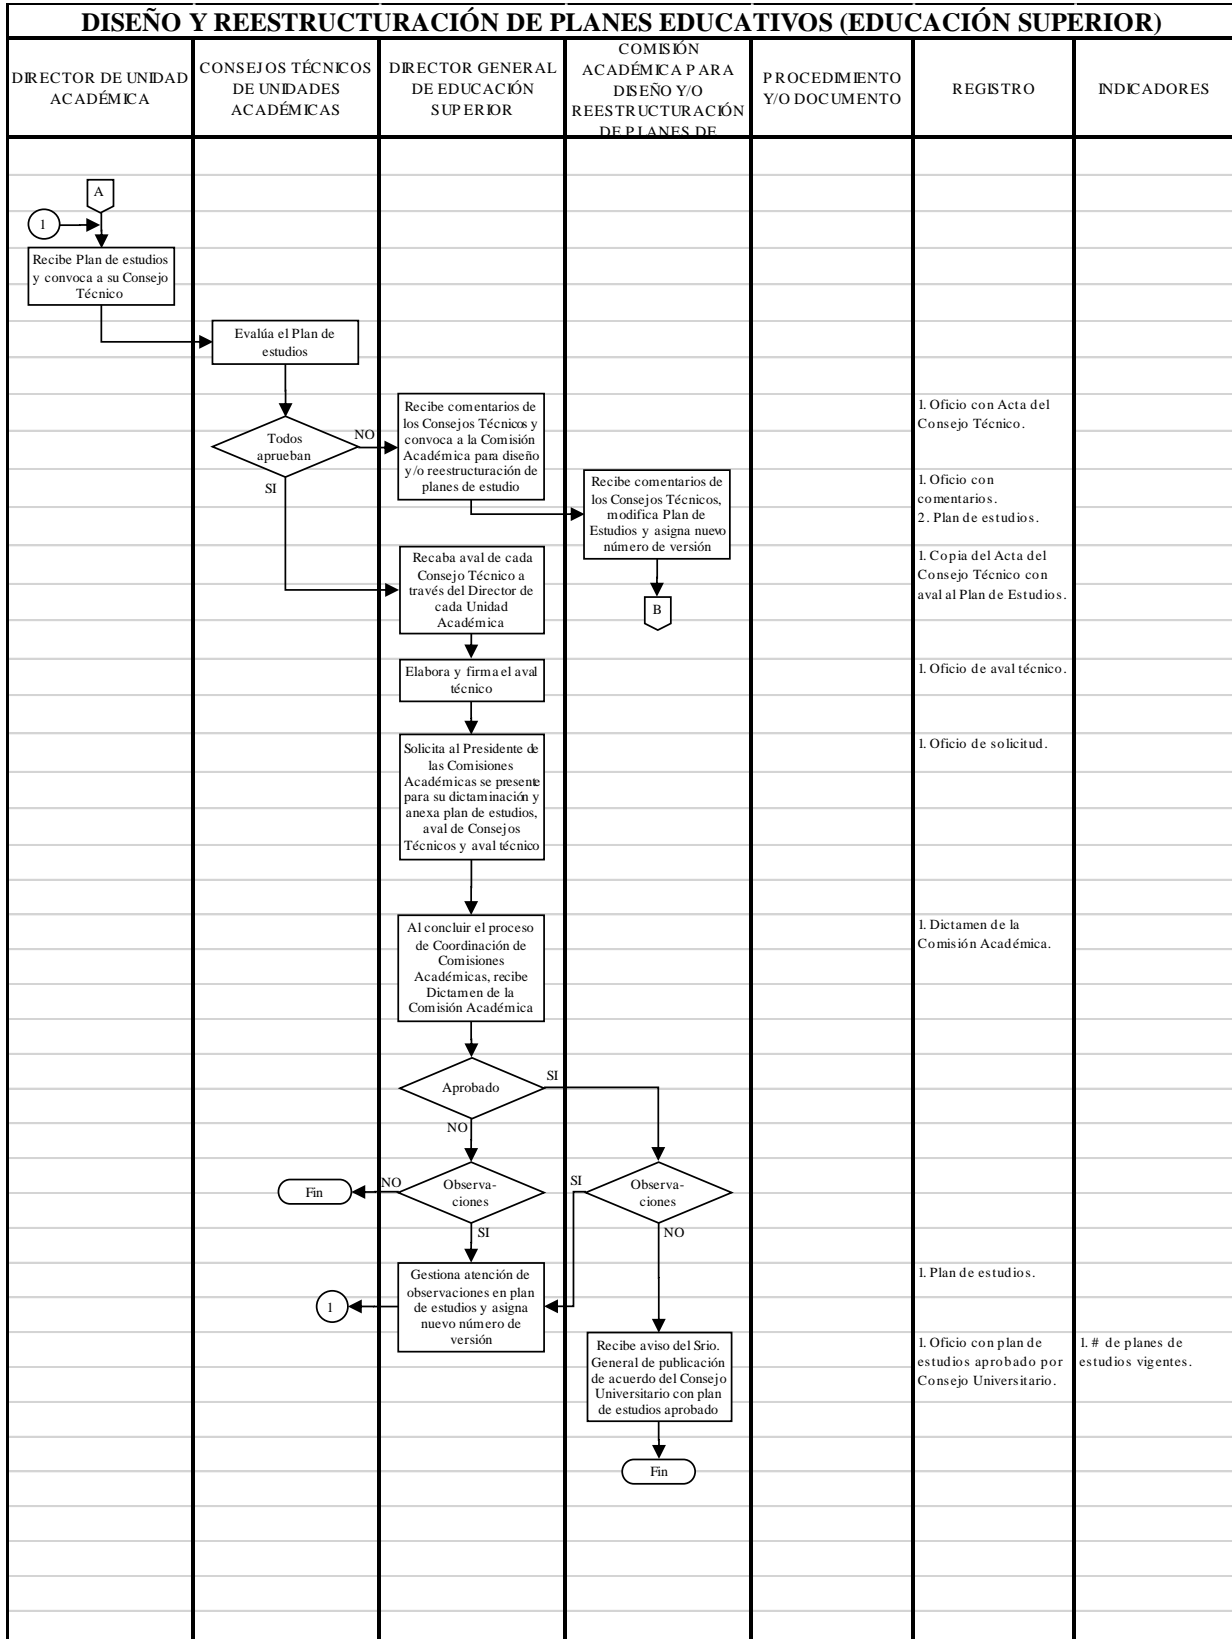 DISEÑO Y REESTRUCTURACIÓN DE PLANES EDUCATIVOS (EDUCACIÓN SUPERIOR)
DIRECTOR DE UNIDAD
ACADÉMICA
CONSEJOS TÉCNICOS
DE UNIDADES
ACADÉMICAS
DIRECTOR GENERAL
DE EDUCACIÓN
SUPERIOR
COMISIÓN
ACADÉMICA PARA
DISEÑO Y/O
REESTRUCTURACIÓN
DE PLANES DE
PROCEDIMIENTO
Y/O DOCUMENTO
REGISTRO
INDICADORES
A
1
Recibe Plan de estudios
y convoca a su Consejo
Técnico
Evalúa el Plan de
estudios
Todos
aprueban
NO
SI
Recibe comentarios de
los Consejos Técnicos y
convoca a la Comisión
Académica para diseño
y/o reestructuración de
planes de estudio
1. Oficio con Acta del
Consejo Técnico.
Recibe comentarios de
los Consejos Técnicos,
modifica Plan de
Estudios y asigna nuevo
número de versión
1. Oficio con
comentarios.
2. Plan de estudios.
B
Recaba aval de cada
Consejo Técnico a
través del Director de
cada Unidad
Académica
1. Copia del Acta del
Consejo Técnico con
aval al Plan de Estudios.
Elabora y firma el aval
técnico
1. Oficio de aval técnico.
Solicita al Presidente de
las Comisiones
Académicas se presente
para su dictaminación y
anexa plan de estudios,
aval de Consejos
Técnicos y aval técnico
1. Oficio de solicitud.
Al concluir el proceso
de Coordinación de
Comisiones
Académicas, recibe
Dictamen de la
Comisión Académica
1. Dictamen de la
Comisión Académica.
Aprobado
SI
NO
Observa-
ciones
NO
Fin
SI
Observa-
ciones
SI
NO
Gestiona atención de
observaciones en plan
de estudios y asigna
nuevo número de
versión
1
1. Plan de estudios.
Recibe aviso del Srio.
General de publicación
de acuerdo del Consejo
Universitario con plan
de estudios aprobado
1. Oficio con plan de
estudios aprobado por
Consejo Universitario.
1. # de planes de
estudios vigentes.
Fin